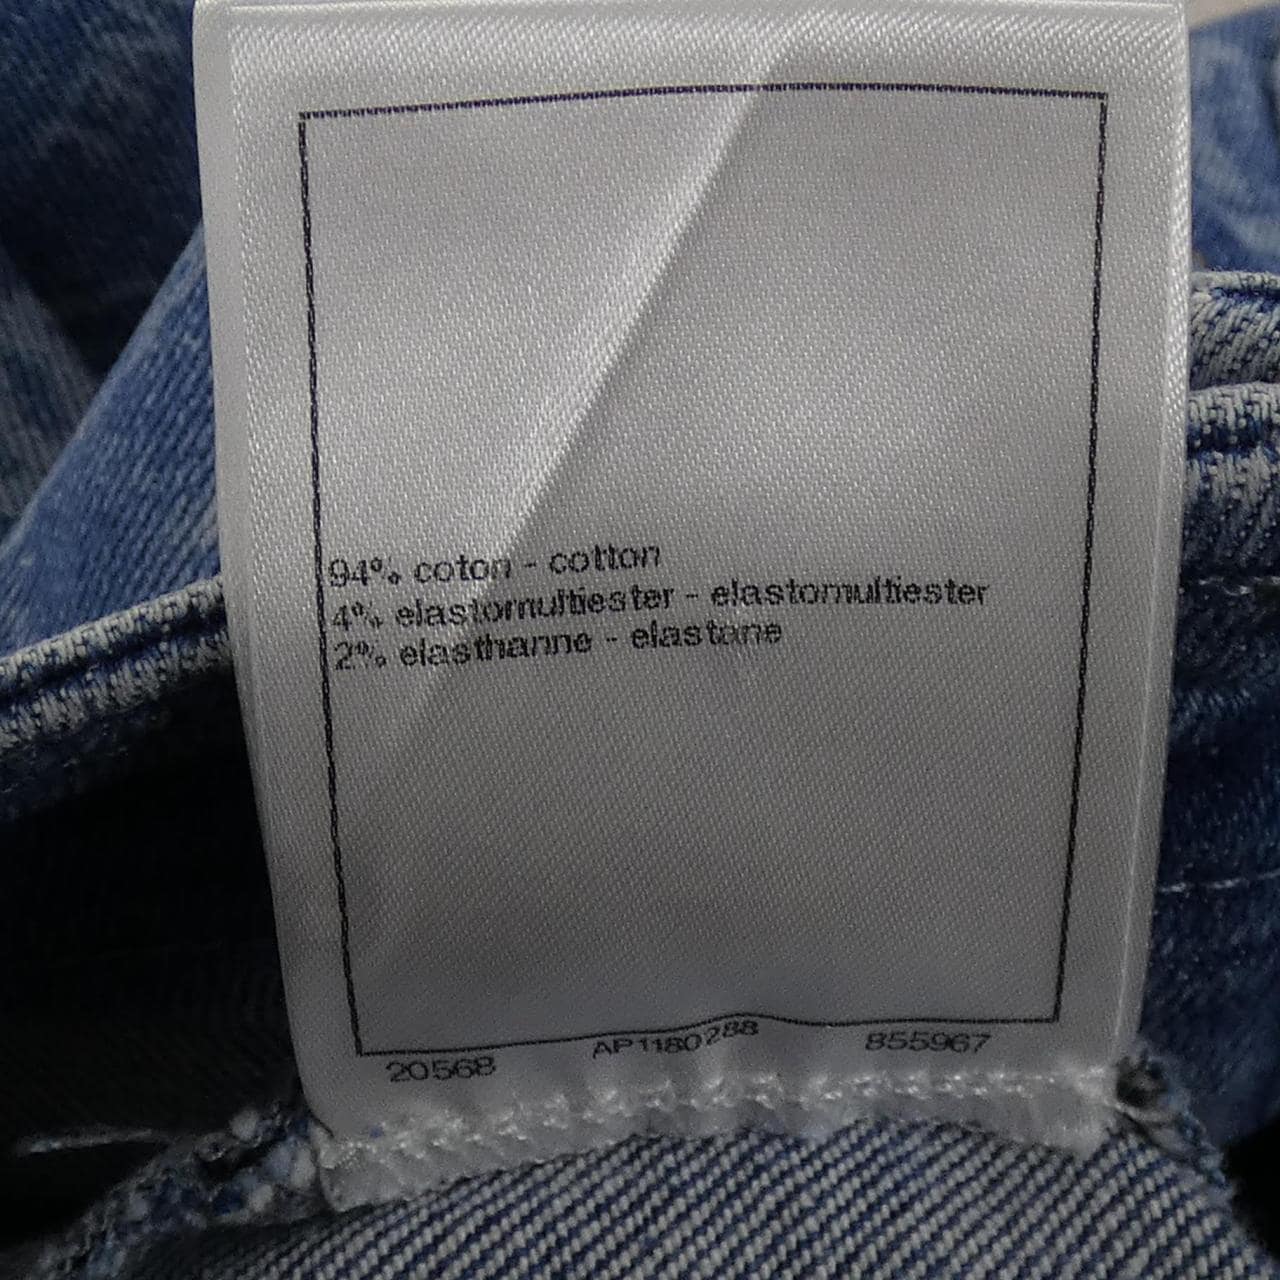 94% coton - cotton
4% elastomultiester - elastomultiester
2% elasthanne - elastane
20568 AP1180288 855967